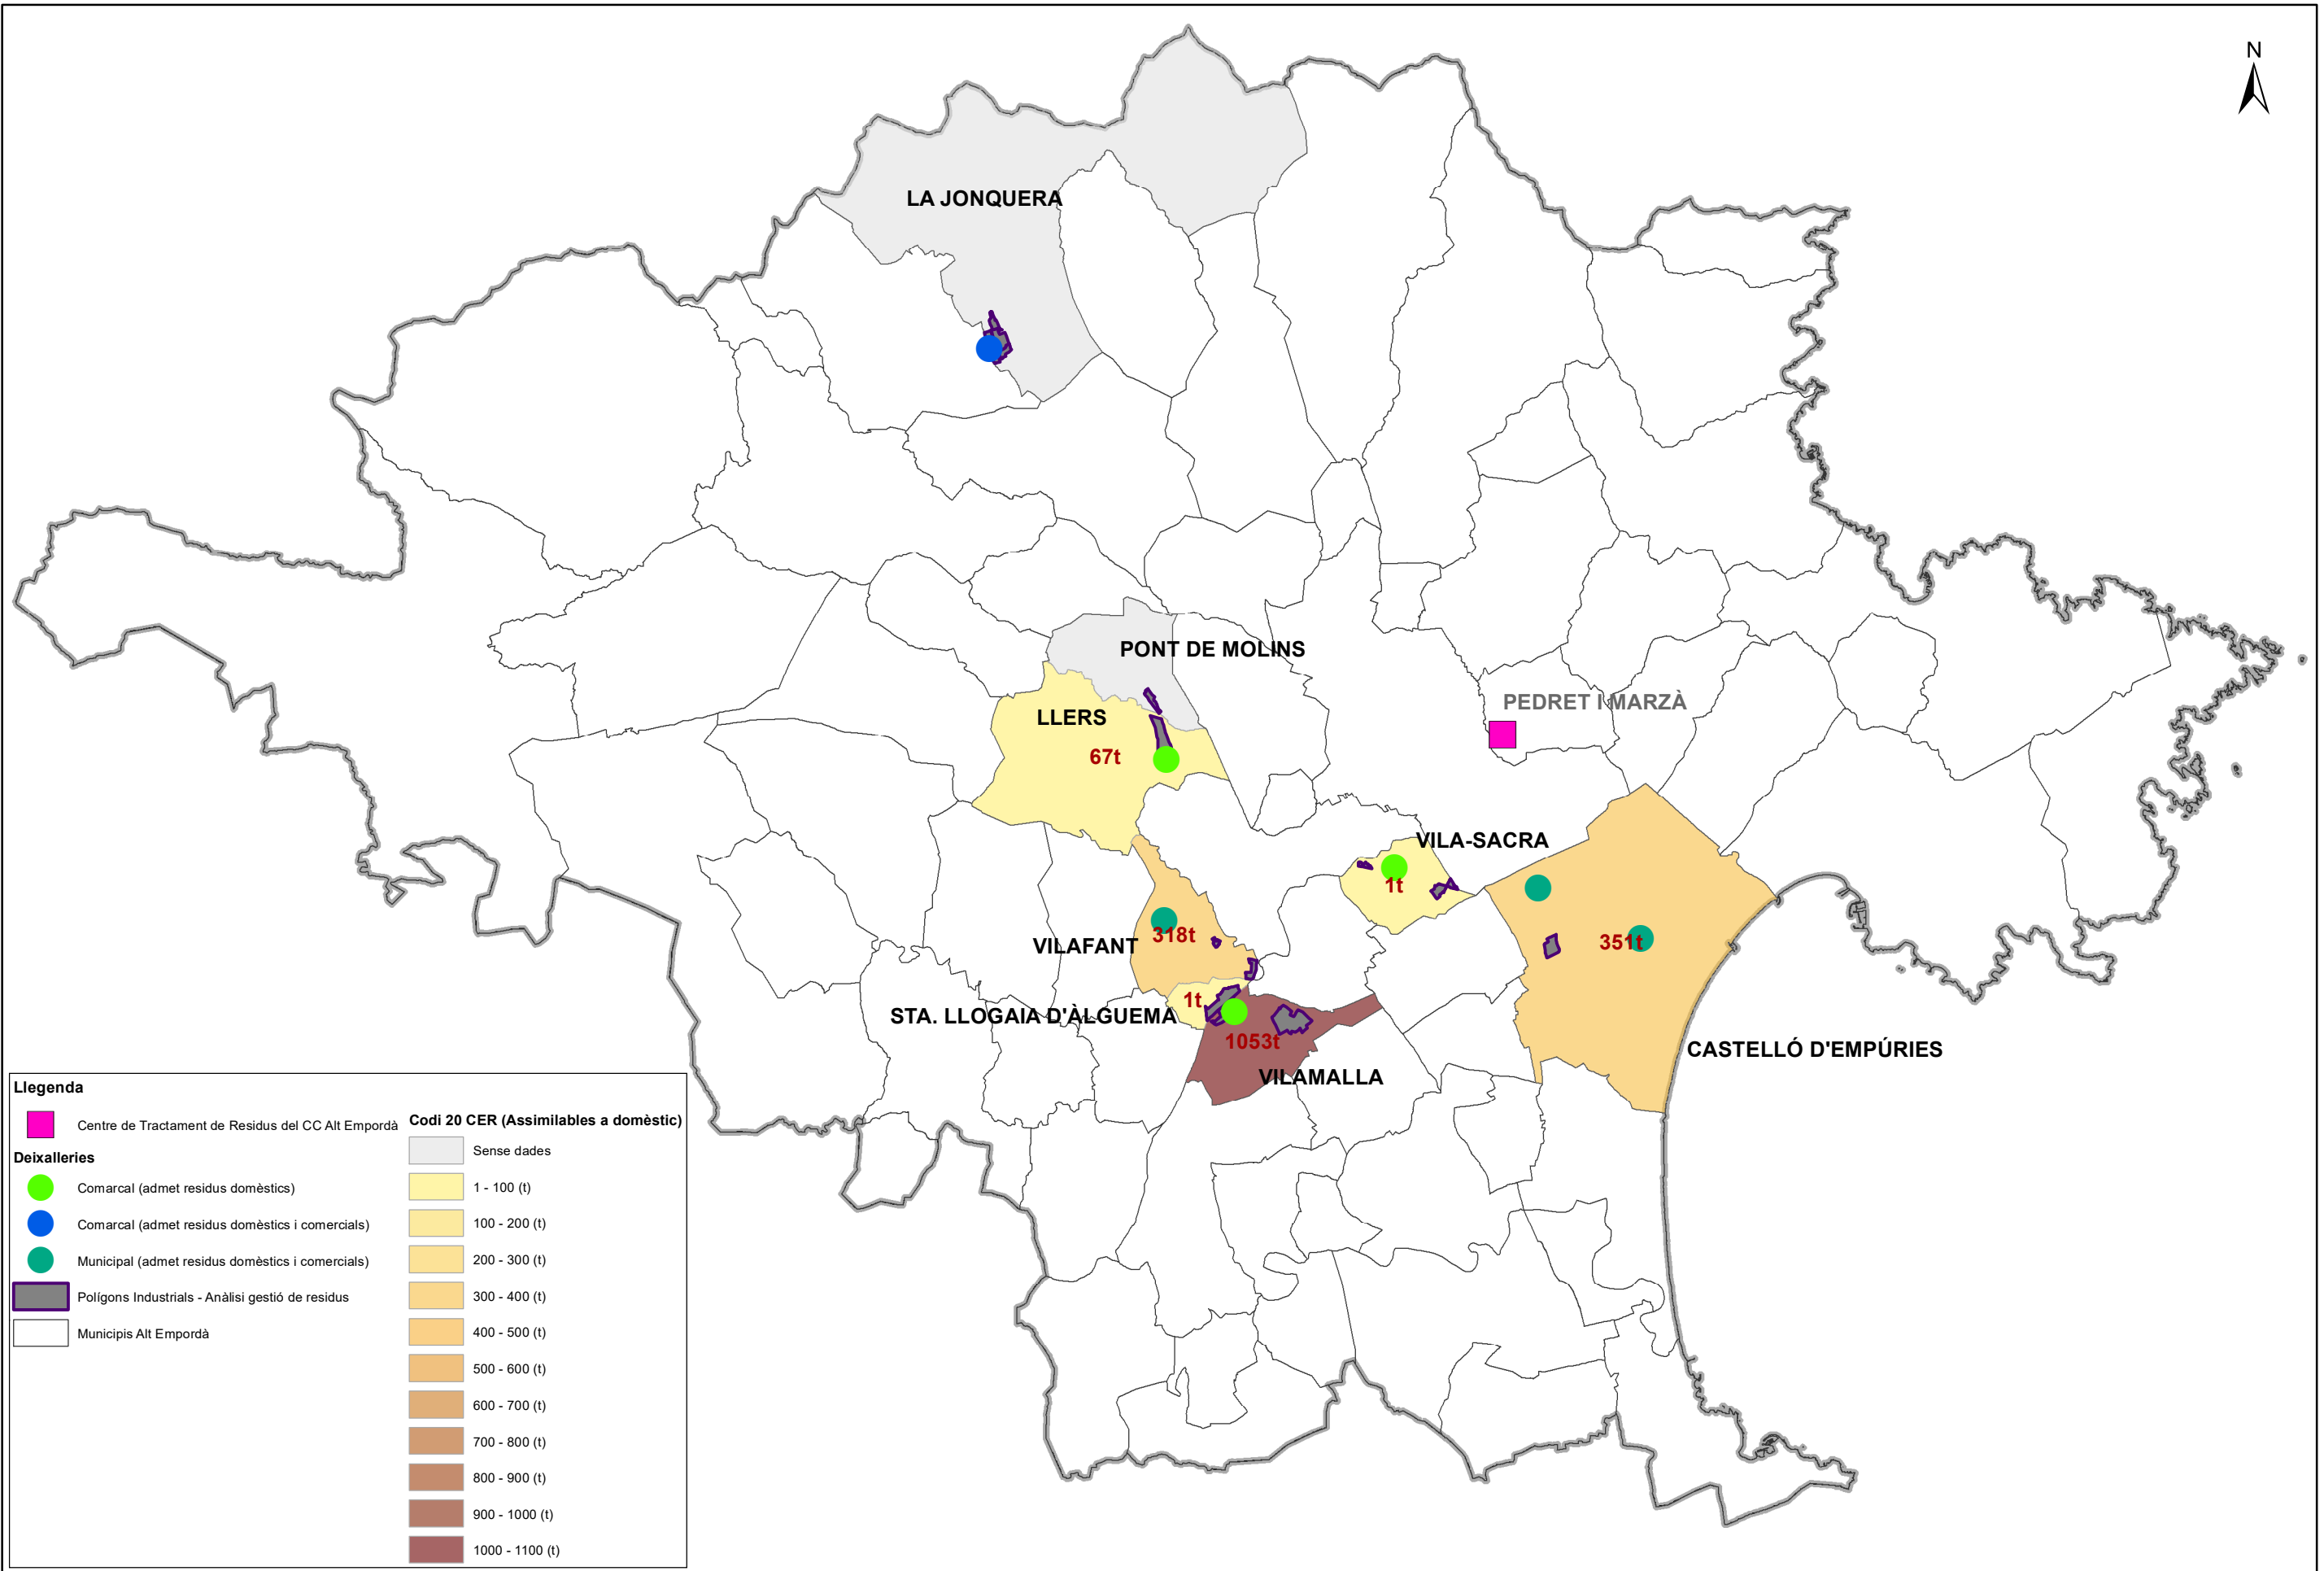 N
LA JONQUERA
PONT DE MOLINS
PEDRET I MARZÀ
LLERS
67t
VILA-SACRA
1t
318t
VILAFANT
351t
1t
STA. LLOGAIA D'ÀLGUEMA
1053t
CASTELLÓ D'EMPÚRIES
VILAMALLA
Llegenda
Centre de Tractament de Residus del CC Alt Empordà
Deixalleries
Comarcal (admet residus domèstics)
Comarcal (admet residus domèstics i comercials)
Municipal (admet residus domèstics i comercials)
Polígons Industrials - Anàlisi gestió de residus
Municipis Alt Empordà
Codi 20 CER (Assimilables a domèstic)
Sense dades
1 - 100 (t)
100 - 200 (t)
200 - 300 (t)
300 - 400 (t)
400 - 500 (t)
500 - 600 (t)
600 - 700 (t)
700 - 800 (t)
800 - 900 (t)
900 - 1000 (t)
1000 - 1100 (t)